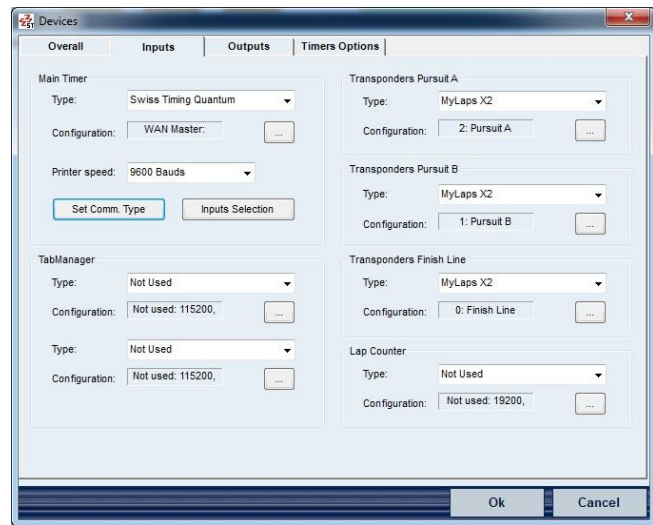 Devices
Overall
Inputs
Outputs
Timers Options
Main Timer
Type:
Swiss Timing Quantum
Configuration:
WAN Master:
...
Printer speed:
9600 Bauds
Set Comm. Type
Inputs Selection
TabManager
Type:
Not Used
Configuration:
Not used: 115200,
...
Type:
Not Used
Configuration:
Not used: 115200,
...
Transponders Pursuit A
Type:
MyLaps X2
Configuration:
2: Pursuit A
...
Transponders Pursuit B
Type:
MyLaps X2
Configuration:
1: Pursuit B
...
Transponders Finish Line
Type:
MyLaps X2
Configuration:
0: Finish Line
...
Lap Counter
Type:
Not Used
Configuration:
Not used: 19200,
...
Ok
Cancel